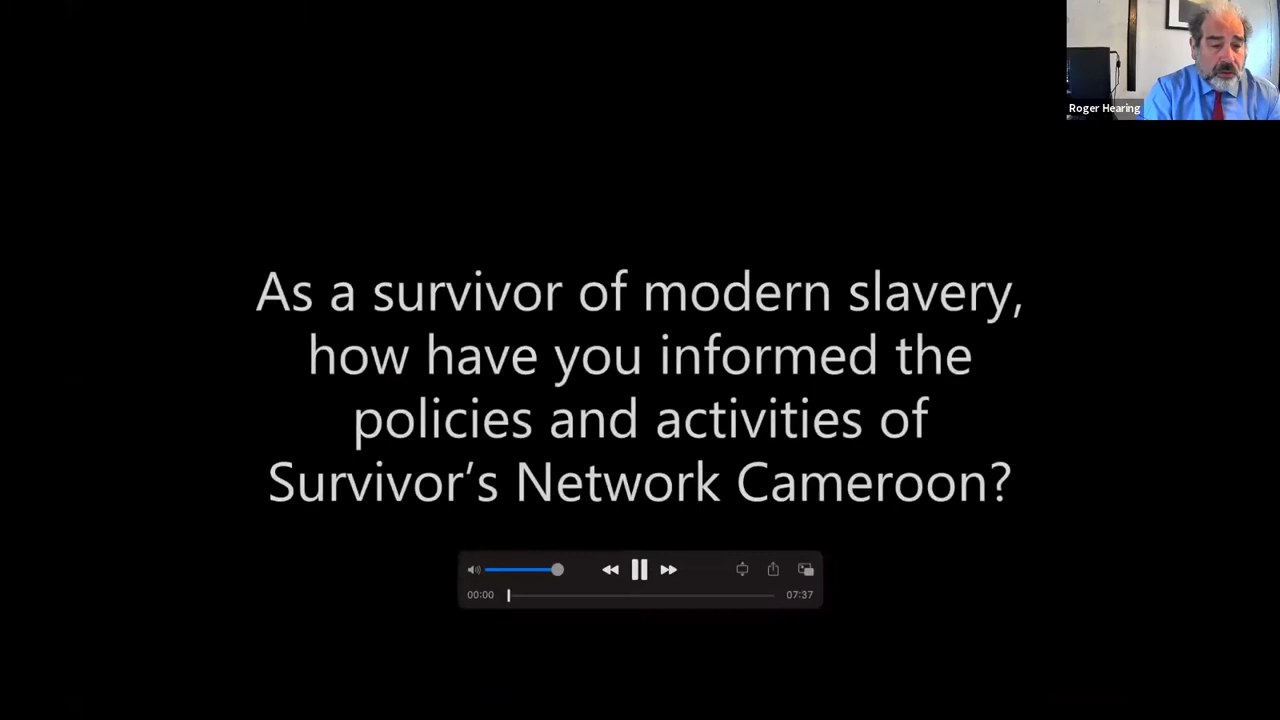 Roger Hearing
As a survivor of modern slavery,
how have you informed the
policies and activities of
Survivor’s Network Cameroon?
00:00
07:37